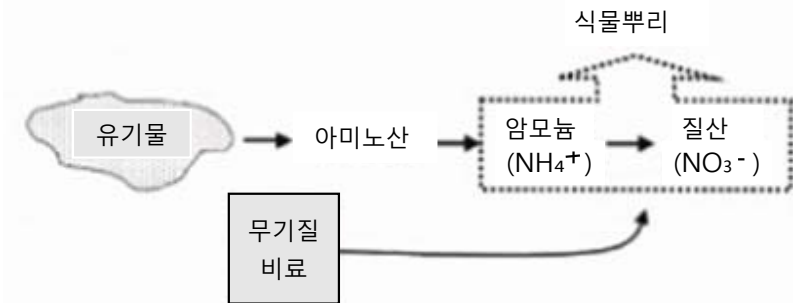 식물뿌리
유기물
아미노산
암모늄
(NH₄⁺)
질산
(NO₃⁻)
무기질
비료